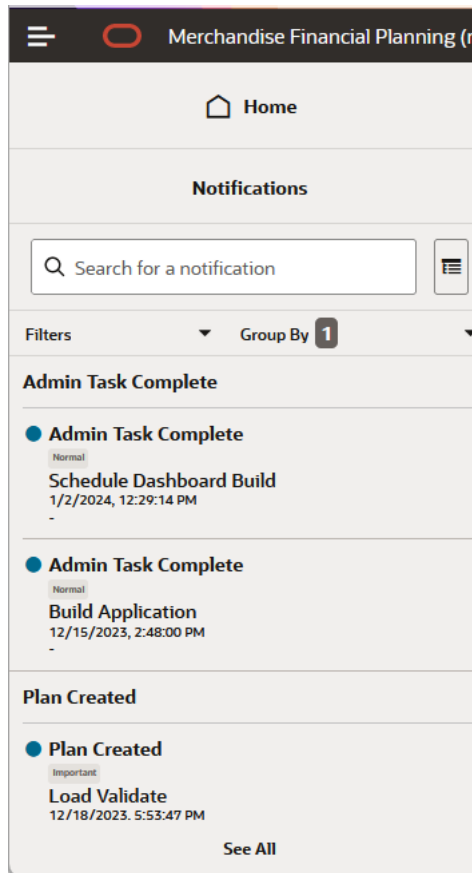 Merchandise Financial Planning (
Home
Notifications
Search for a notification
Filters
Group By 1
Admin Task Complete
Admin Task Complete
Normal
Schedule Dashboard Build
1/2/2024, 12:29:14 PM
-
Admin Task Complete
Normal
Build Application
12/15/2023, 2:48:00 PM
-
Plan Created
Plan Created
Important
Load Validate
12/18/2023. 5:53:47 PM
See All